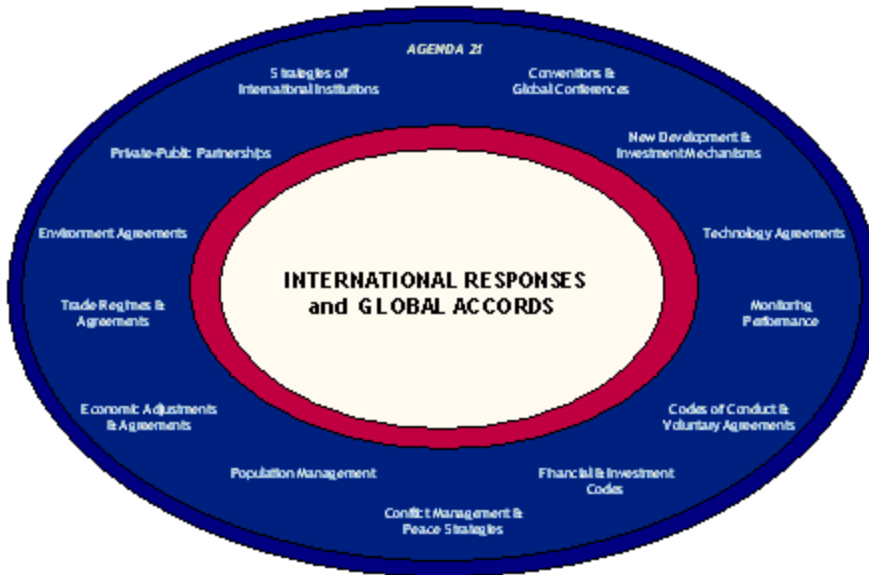 AGENDA 21
Strategies of
International Institutions
Conventions &
Global Conferences
Private-Public Partnerships
New Development &
Investment Mechanisms
Environment Agreements
Technology Agreements
INTERNATIONAL RESPONSES
and GLOBAL ACCORDS
Trade Regimes &
Agreements
Monitoring
Performance
Economic Adjustments
& Agreements
Codes of Conduct &
Voluntary Agreements
Population Management
Financial & Investment
Codes
Conflict Management &
Peace Strategies